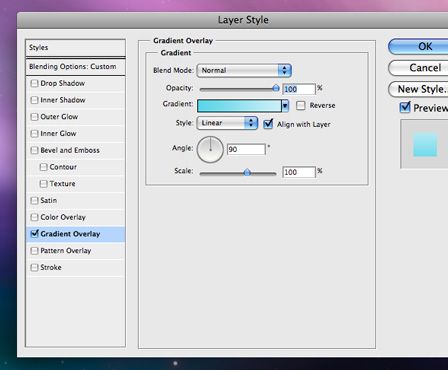 Layer Style
Styles
Blending Options: Custom
Drop Shadow
Inner Shadow
Outer Glow
Inner Glow
Bevel and Emboss
Contour
Texture
Satin
Color Overlay
Gradient Overlay
Pattern Overlay
Stroke
Gradient Overlay
Gradient
Blend Mode: Normal
Opacity: 100 %
Gradient: Reverse
Style: Linear Align with Layer
Angle: 90 °
Scale: 100 %
OK
Cancel
New Style...
Preview